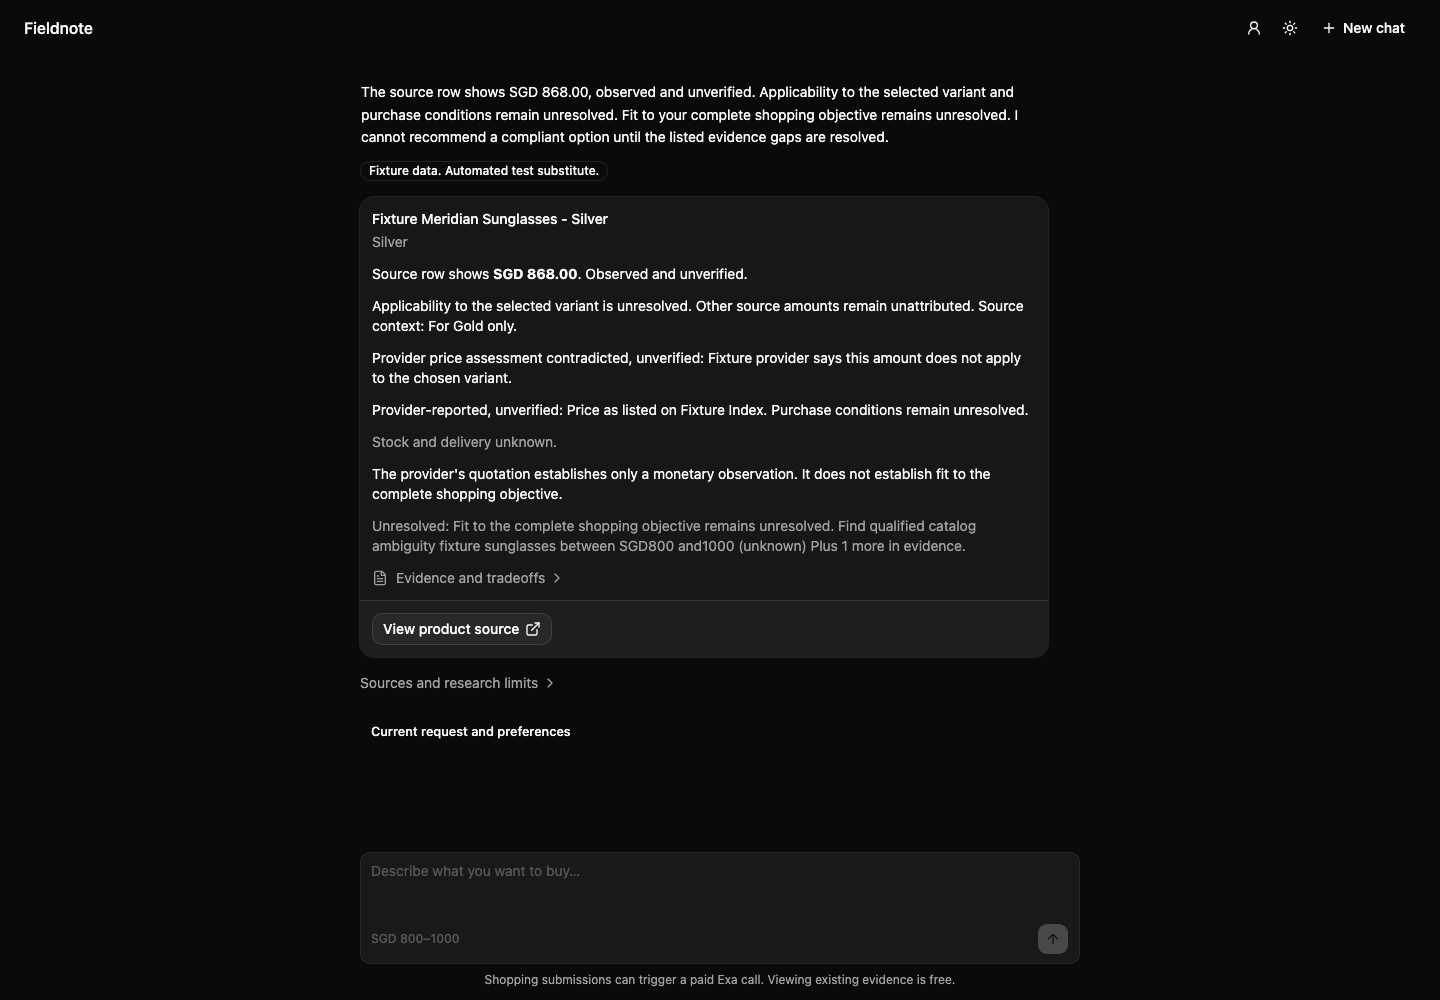 Fieldnote
New chat
The source row shows SGD 868.00, observed and unverified. Applicability to the selected variant and
purchase conditions remain unresolved. Fit to your complete shopping objective remains unresolved. I
cannot recommend a compliant option until the listed evidence gaps are resolved.
Fixture data. Automated test substitute.
Fixture Meridian Sunglasses - Silver
Silver
Source row shows SGD 868.00. Observed and unverified.
Applicability to the selected variant is unresolved. Other source amounts remain unattributed. Source
context: For Gold only.
Provider price assessment contradicted, unverified: Fixture provider says this amount does not apply
to the chosen variant.
Provider-reported, unverified: Price as listed on Fixture Index. Purchase conditions remain unresolved.
Stock and delivery unknown.
The provider's quotation establishes only a monetary observation. It does not establish fit to the
complete shopping objective.
Unresolved: Fit to the complete shopping objective remains unresolved. Find qualified catalog
ambiguity fixture sunglasses between SGD800 and1000 (unknown) Plus 1 more in evidence.
Evidence and tradeoffs
View product source
Sources and research limits
Current request and preferences
Describe what you want to buy...
SGD 800–1000
Shopping submissions can trigger a paid Exa call. Viewing existing evidence is free.